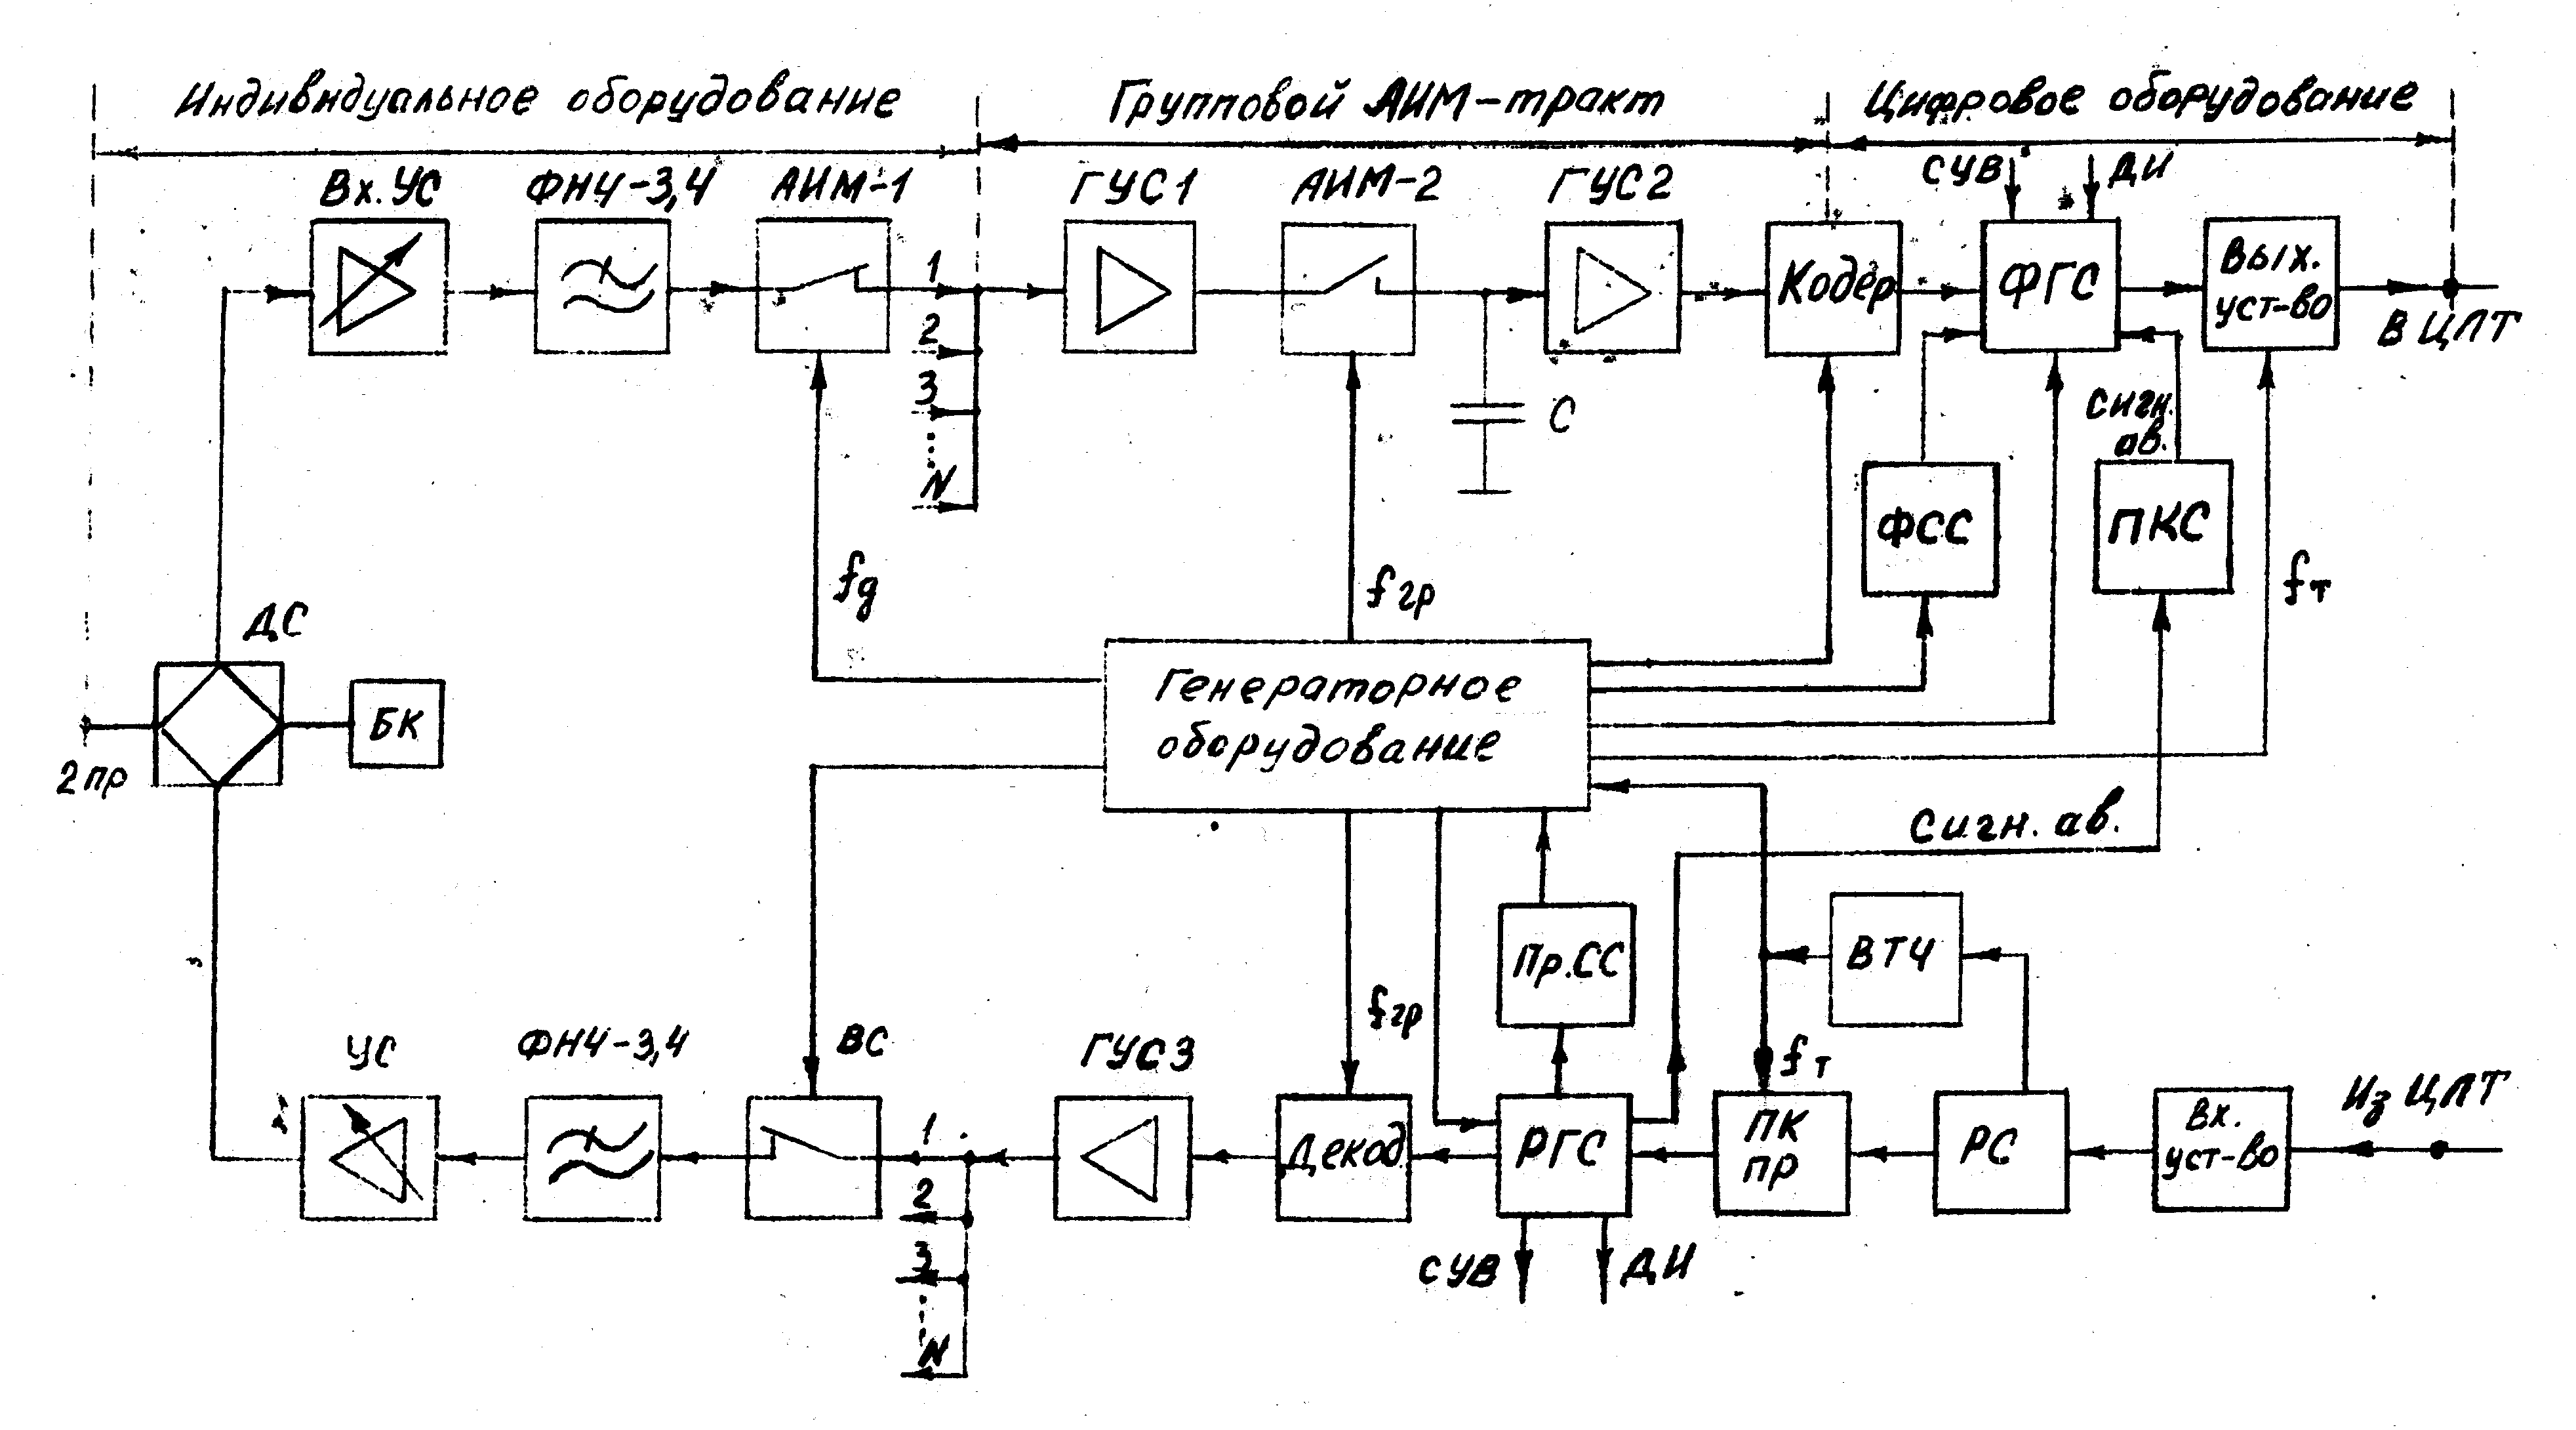 Индивидуальное оборудование
Групповой АИМ-тракт
Цифровое оборудование
Вх. УС
ФНЧ-3,4
АИМ-1
ГУС1
АИМ-2
ГУС2
СУВ
ДИ
1
2
3
N
Кодер
ФГС
Вых.
уст-во
В ЦЛТ
С
Сигн.
ав.
ФСС
ПКС
fд
fгр
fт
ДС
БК
2 пр
Генераторное
оборудование
Сигн. ав.
Пр.СС
ВТЧ
fгр
fт
УС
ФНЧ-3,4
ВС
ГУС3
Декод
РГС
ПК
пр
РС
Вх.
уст-во
Из ЦЛТ
1
2
3
N
СУВ
ДИ